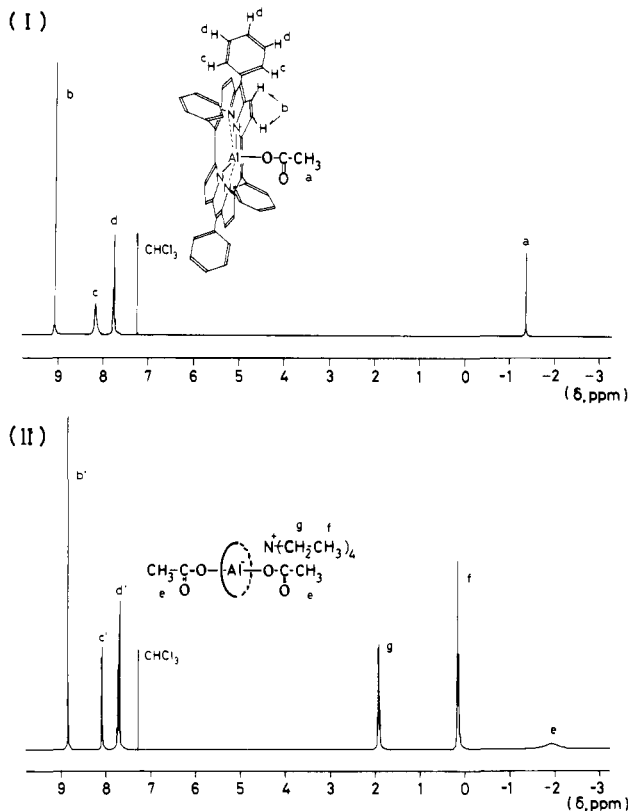 (I)
d
d H H H d
c H H c
b
H
b
H
N
N
Al O-C-CH₃
N O a
N
d
CHCl₃
c
a
9 8 7 6 5 4 3 2 1 0 -1 -2 -3
(δ, ppm)
(II)
b'
g f
N⁺(CH₂CH₃)₄
CH₃-C-O-Al⁻-O-C-CH₃
e O O e
d'
c'
CHCl₃
g
f
e
9 8 7 6 5 4 3 2 1 0 -1 -2 -3
(δ, ppm)